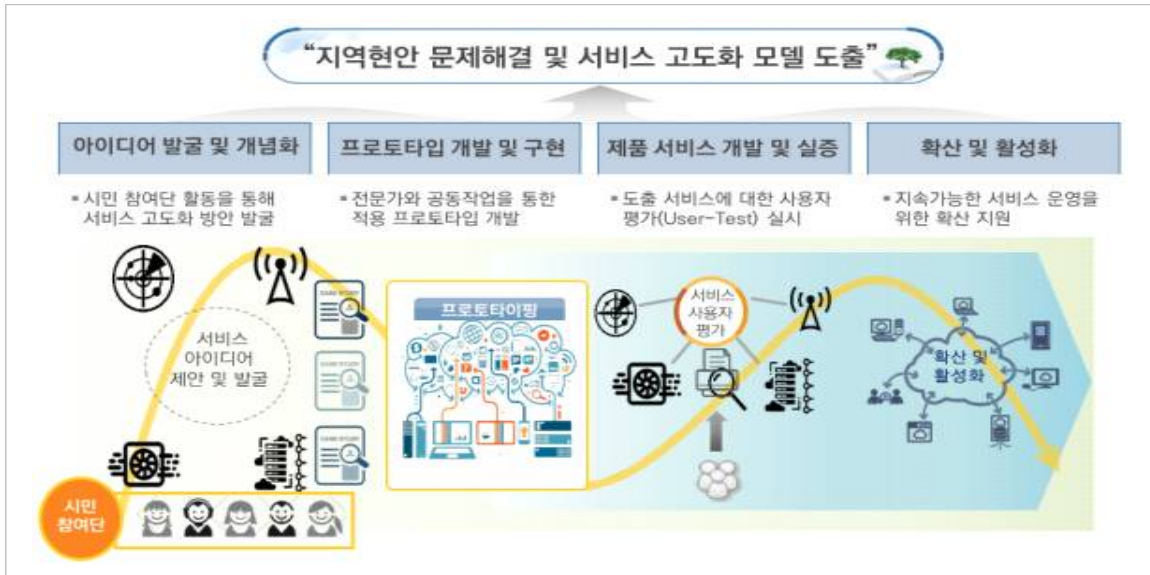 “지역현안 문제해결 및 서비스 고도화 모델 도출”
아이디어 발굴 및 개념화
프로토타입 개발 및 구현
제품 서비스 개발 및 실증
확산 및 활성화
▪시민 참여단 활동을 통해
서비스 고도화 방안 발굴
▪전문가와 공동작업을 통한
적용 프로토타입 개발
▪도출 서비스에 대한 사용자
평가(User-Test) 실시
▪지속가능한 서비스 운영을
위한 확산 지원
서비스
아이디어
제안 및 발굴
CASE STUDY
CASE STUDY
CASE STUDY
프로토타이핑
서비스
사용자
평가
확산 및
활성화
시민
참여단